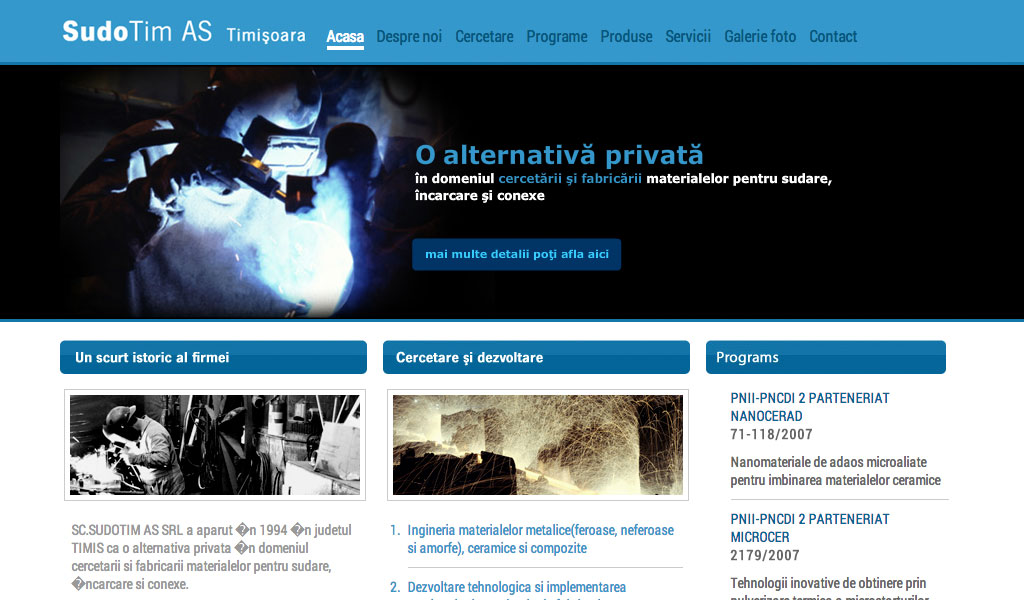 SudoTim AS Timişoara Acasa Despre noi Cercetare Programe Produse Servicii Galerie foto Contact
O alternativă privată
în domeniul cercetării şi fabricării materialelor pentru sudare,
încarcare şi conexe
mai multe detalii poţi afla aici
Un scurt istoric al firmei
SC.SUDOTIM AS SRL a aparut �n 1994 �n judetul
TIMIS ca o alternativa privata �n domeniul
cercetarii si fabricarii materialelor pentru sudare,
�ncarcare si conexe.
Cercetare şi dezvoltare
1. Ingineria materialelor metalice(feroase, neferoase
si amorfe), ceramice si compozite
2. Dezvoltare tehnologica si implementarea
Programs
PNII-PNCDI 2 PARTENERIAT
NANOCERAD
71-118/2007
Nanomateriale de adaos microaliate
pentru imbinarea materialelor ceramice
PNII-PNCDI 2 PARTENERIAT
MICROCER
2179/2007
Tehnologii inovative de obtinere prin
pulverizare termica a microstructurilor